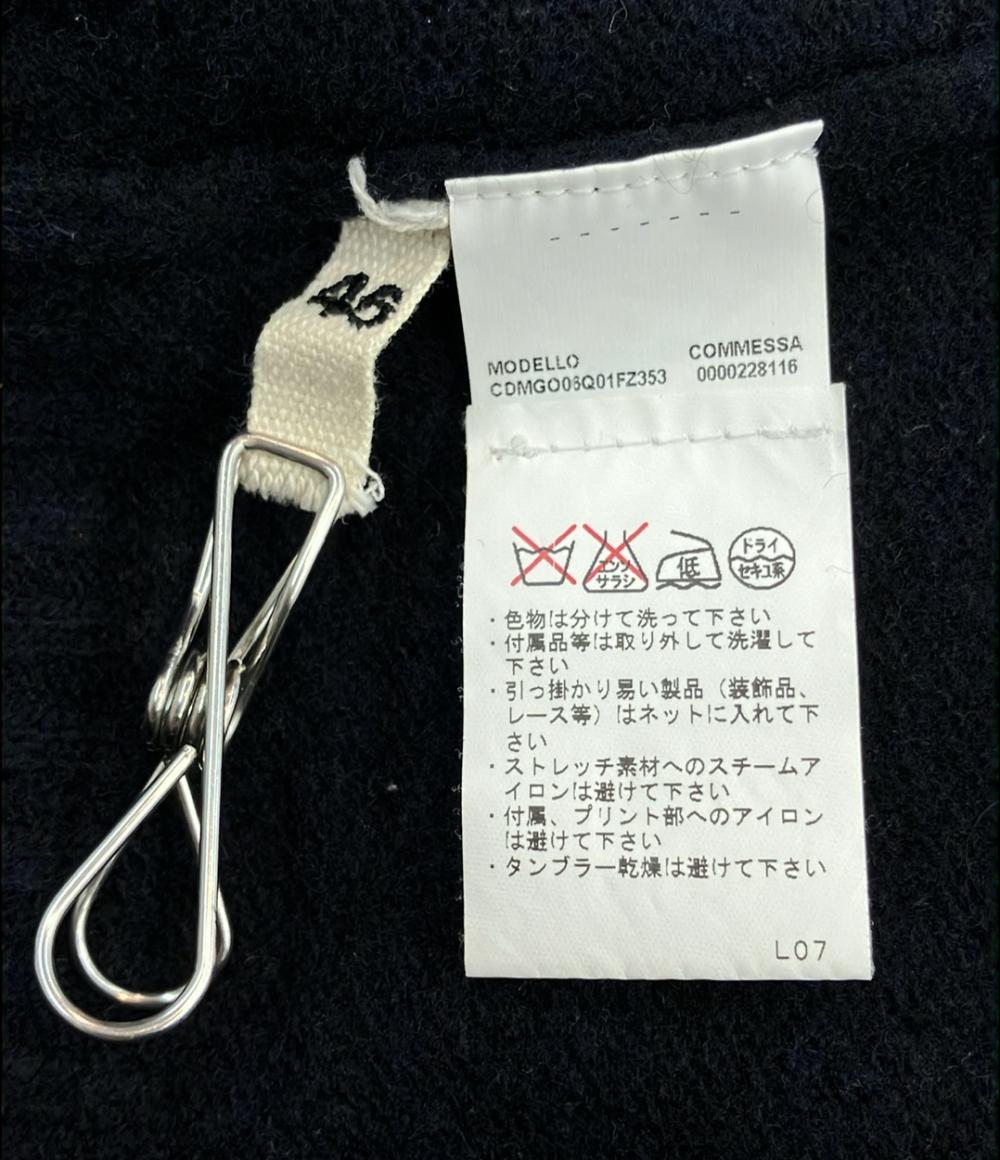 46
MODELLO COMMESSA
CDMGO06Q01FZ353 0000228116
エンソ
サラシ
低
ドライ
セキユ系
・色物は分けて洗って下さい
・付属品等は取り外して洗濯して
下さい
・引っ掛かり易い製品（装飾品、
レース等）はネットに入れて下
さい
・ストレッチ素材へのスチームア
イロンは避けて下さい
・付属、プリント部へのアイロン
は避けて下さい
・タンブラー乾燥は避けて下さい
L07